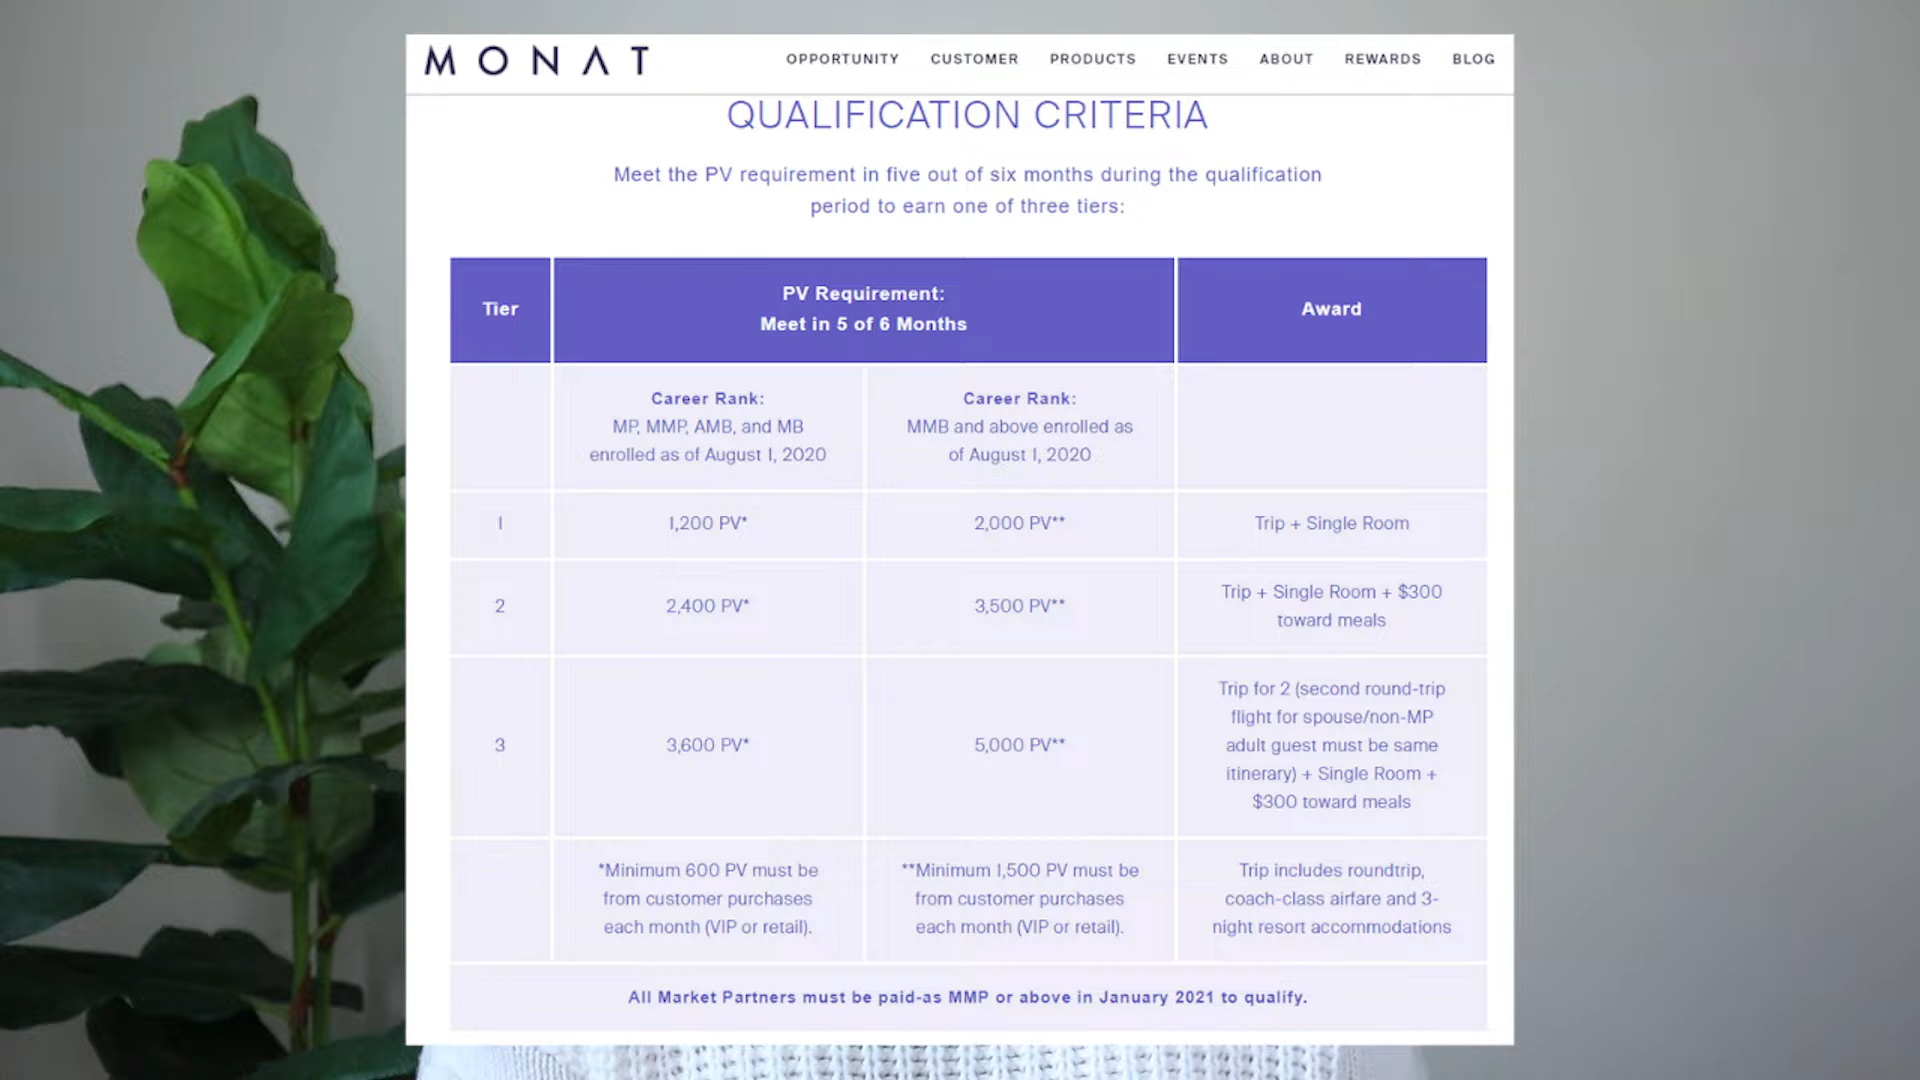 MONAT
OPPORTUNITY CUSTOMER PRODUCTS EVENTS ABOUT REWARDS BLOG
QUALIFICATION CRITERIA
Meet the PV requirement in five out of six months during the qualification
period to earn one of three tiers:
Tier
PV Requirement:
Meet in 5 of 6 Months
Award
Career Rank:
MP, MMP, AMB, and MB
enrolled as of August 1, 2020
Career Rank:
MMB and above enrolled as
of August 1, 2020
1
1,200 PV*
2,000 PV**
Trip + Single Room
2
2,400 PV*
3,500 PV**
Trip + Single Room + $300
toward meals
3
3,600 PV*
5,000 PV**
Trip for 2 (second round-trip
flight for spouse/non-MP
adult guest must be same
itinerary) + Single Room +
$300 toward meals
*Minimum 600 PV must be
from customer purchases
each month (VIP or retail).
**Minimum 1,500 PV must be
from customer purchases
each month (VIP or retail).
Trip includes roundtrip,
coach-class airfare and 3-
night resort accommodations
All Market Partners must be paid-as MMP or above in January 2021 to qualify.